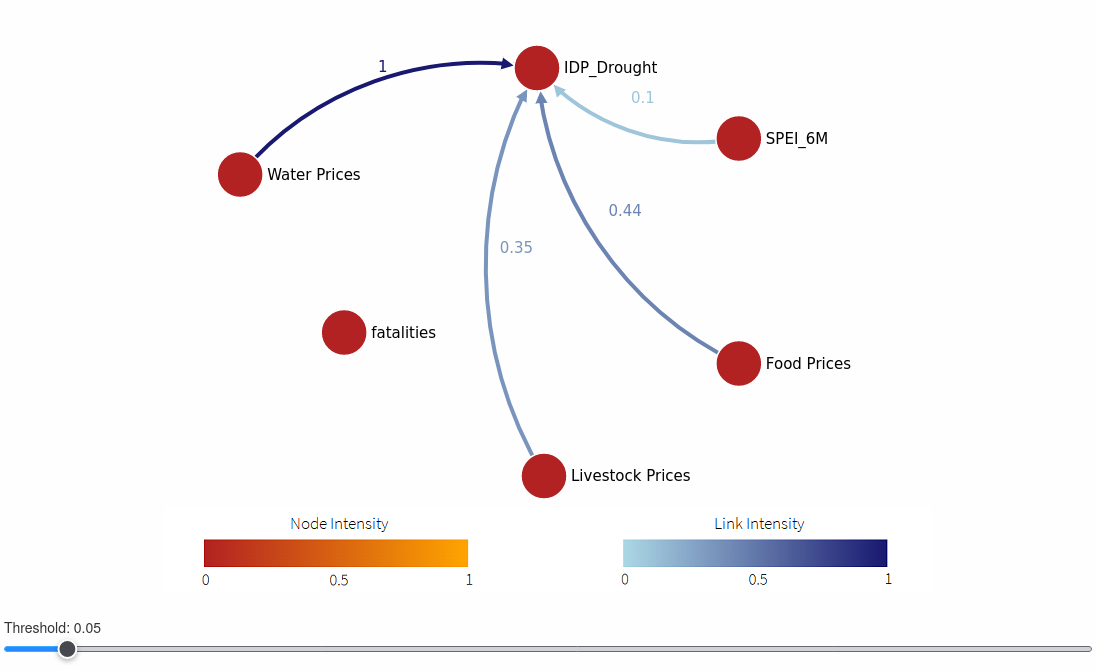 1
IDP_Drought
0.1
SPEI_6M
Water Prices
0.44
0.35
fatalities
Food Prices
Livestock Prices
Node Intensity
0 0.5 1
Link Intensity
0 0.5 1
Threshold: 0.05